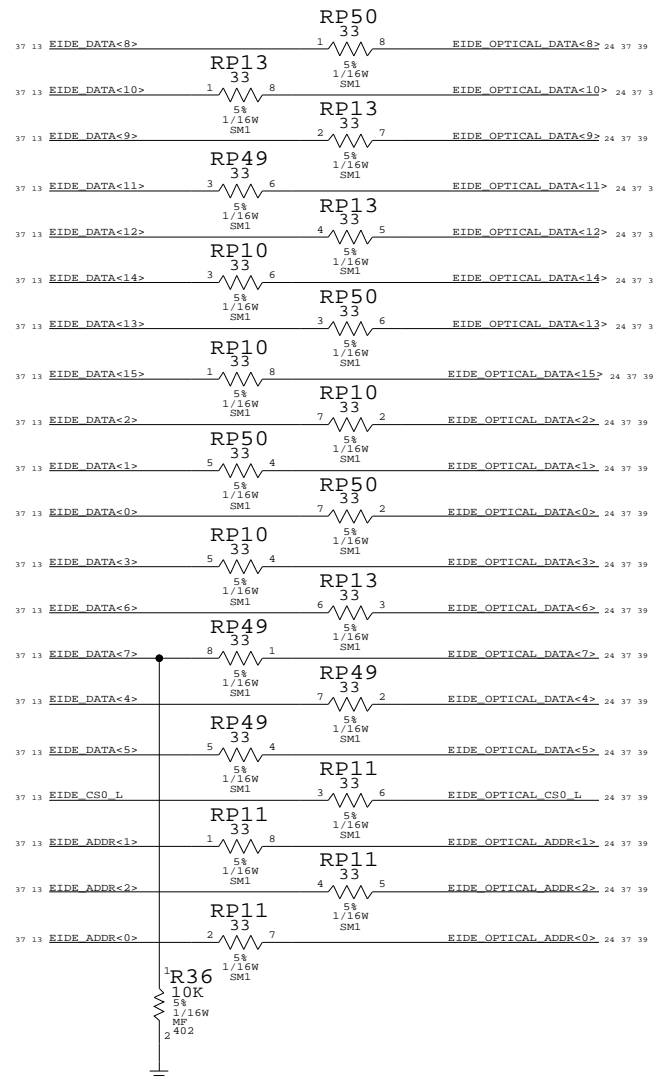 RP50
33
37 13 EIDE_DATA<8> 1 8 EIDE_OPTICAL_DATA<8> 24 37 39
5%
1/16W
SM1
RP13
33
37 13 EIDE_DATA<10> 1 8 EIDE_OPTICAL_DATA<10> 24 37 3
5%
1/16W
SM1
RP13
33
37 13 EIDE_DATA<9> 2 7 EIDE_OPTICAL_DATA<9> 24 37 39
5%
1/16W
SM1
RP49
33
37 13 EIDE_DATA<11> 3 6 EIDE_OPTICAL_DATA<11> 24 37 3
5%
1/16W
SM1
RP13
33
37 13 EIDE_DATA<12> 4 5 EIDE_OPTICAL_DATA<12> 24 37 3
5%
1/16W
SM1
RP10
33
37 13 EIDE_DATA<14> 3 6 EIDE_OPTICAL_DATA<14> 24 37 3
5%
1/16W
SM1
RP50
33
37 13 EIDE_DATA<13> 3 6 EIDE_OPTICAL_DATA<13> 24 37 3
5%
1/16W
SM1
RP10
33
37 13 EIDE_DATA<15> 1 8 EIDE_OPTICAL_DATA<15> 24 37 39
5%
1/16W
SM1
RP10
33
37 13 EIDE_DATA<2> 7 2 EIDE_OPTICAL_DATA<2> 24 37 39
5%
1/16W
SM1
RP50
33
37 13 EIDE_DATA<1> 5 4 EIDE_OPTICAL_DATA<1> 24 37 39
5%
1/16W
SM1
RP50
33
37 13 EIDE_DATA<0> 7 2 EIDE_OPTICAL_DATA<0> 24 37 39
5%
1/16W
SM1
RP10
33
37 13 EIDE_DATA<3> 5 4 EIDE_OPTICAL_DATA<3> 24 37 39
5%
1/16W
SM1
RP13
33
37 13 EIDE_DATA<6> 6 3 EIDE_OPTICAL_DATA<6> 24 37 39
5%
1/16W
SM1
RP49
33
37 13 EIDE_DATA<7> 8 1 EIDE_OPTICAL_DATA<7> 24 37 39
5%
1/16W
SM1
RP49
33
37 13 EIDE_DATA<4> 7 2 EIDE_OPTICAL_DATA<4> 24 37 39
5%
1/16W
SM1
RP49
33
37 13 EIDE_DATA<5> 5 4 EIDE_OPTICAL_DATA<5> 24 37 39
5%
1/16W
SM1
RP11
33
37 13 EIDE_CS0_L 3 6 EIDE_OPTICAL_CS0_L 24 37 39
5%
1/16W
SM1
RP11
33
37 13 EIDE_ADDR<1> 1 8 EIDE_OPTICAL_ADDR<1> 24 37 39
5%
1/16W
SM1
RP11
33
37 13 EIDE_ADDR<2> 4 5 EIDE_OPTICAL_ADDR<2> 24 37 39
5%
1/16W
SM1
RP11
33
37 13 EIDE_ADDR<0> 2 7 EIDE_OPTICAL_ADDR<0> 24 37 39
5%
1/16W
SM1
1 R36
10K
5%
1/16W
MF
2 402